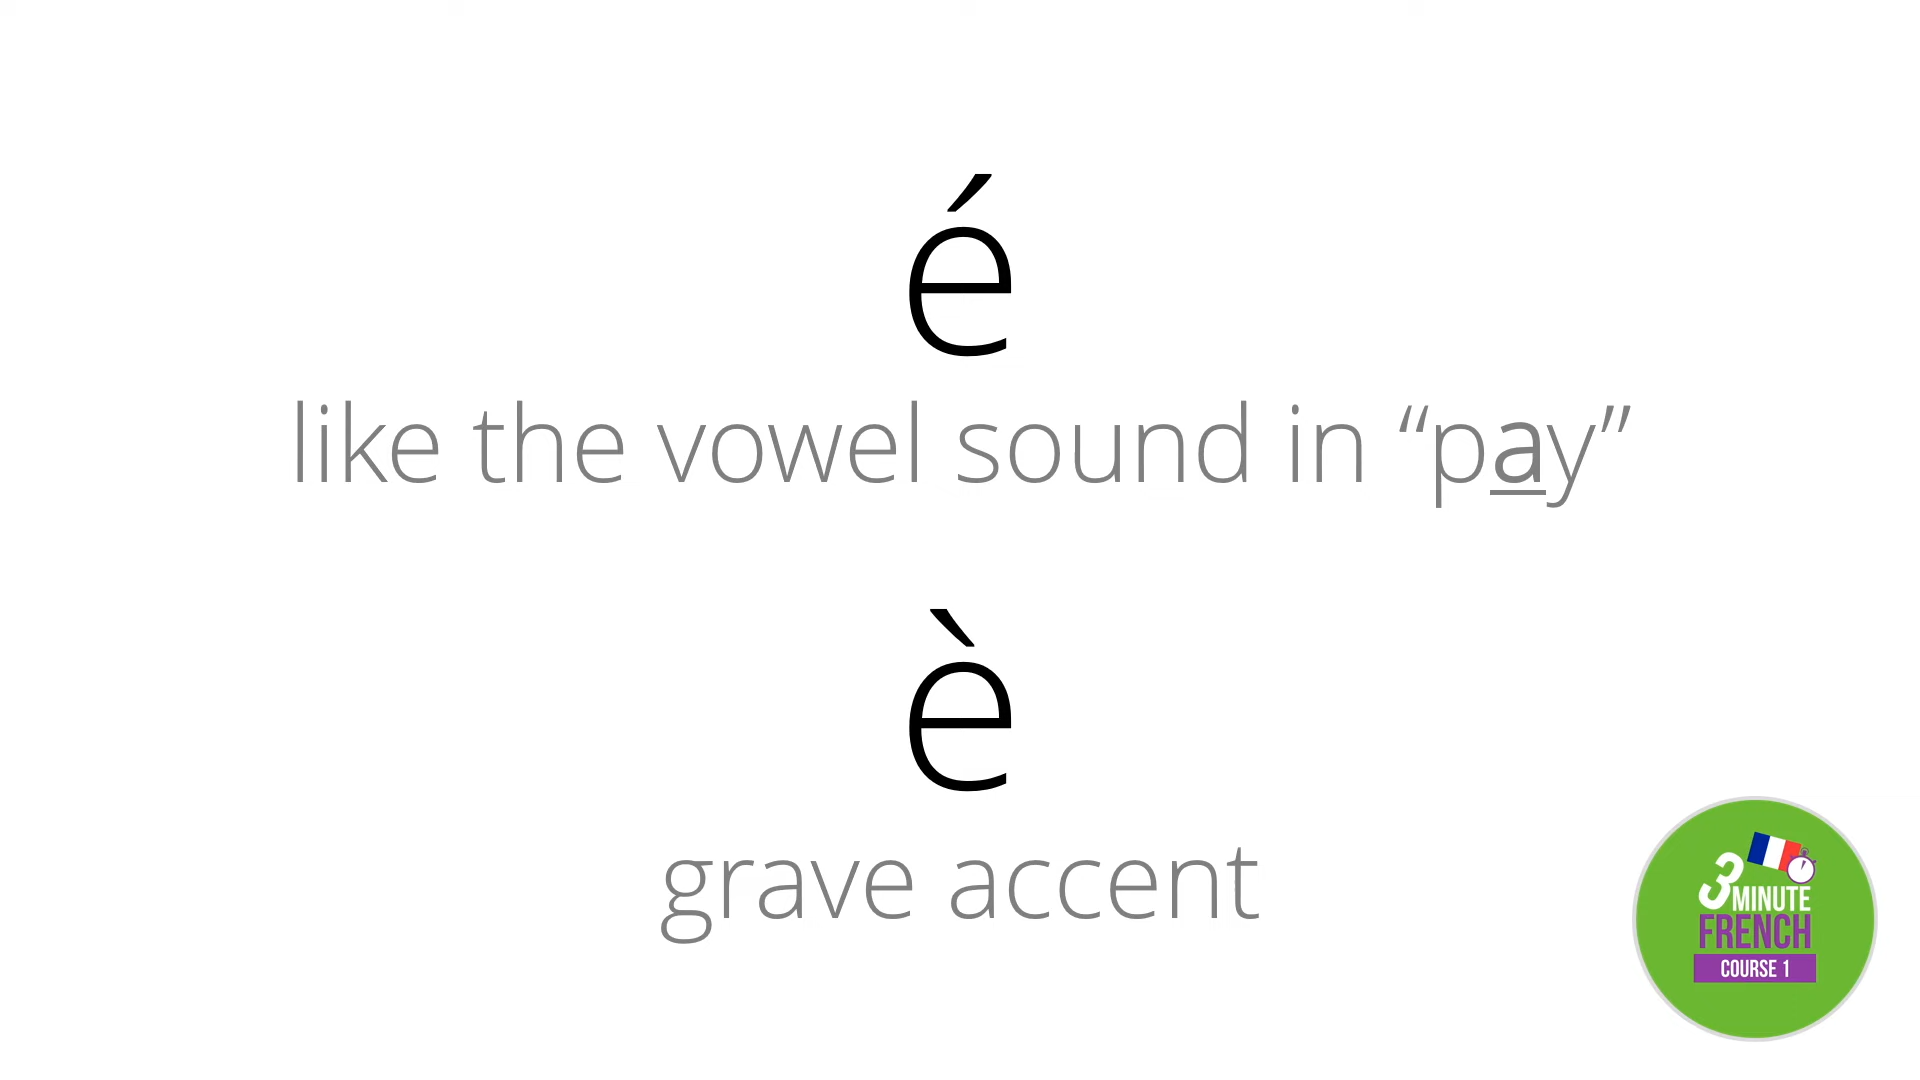 é
like the vowel sound in “pay”
è
grave accent
3 MINUTE
FRENCH
COURSE 1